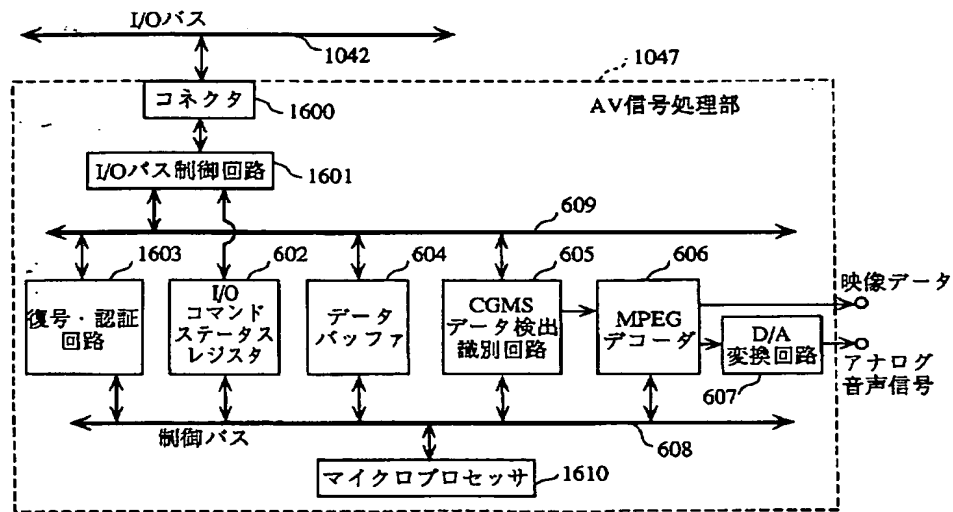 I/Oバス
1042
1047
コネクタ
1600
AV信号処理部
I/Oバス制御回路
1601
609
1603
602
604
605
606
復号・認証
回路
I/O
コマンド
ステータス
レジスタ
データ
バッファ
CGMS
データ検出
識別回路
MPEG
デコーダ
D/A
変換回路
607
映像データ
アナログ
音声信号
制御バス
608
マイクロプロセッサ
1610